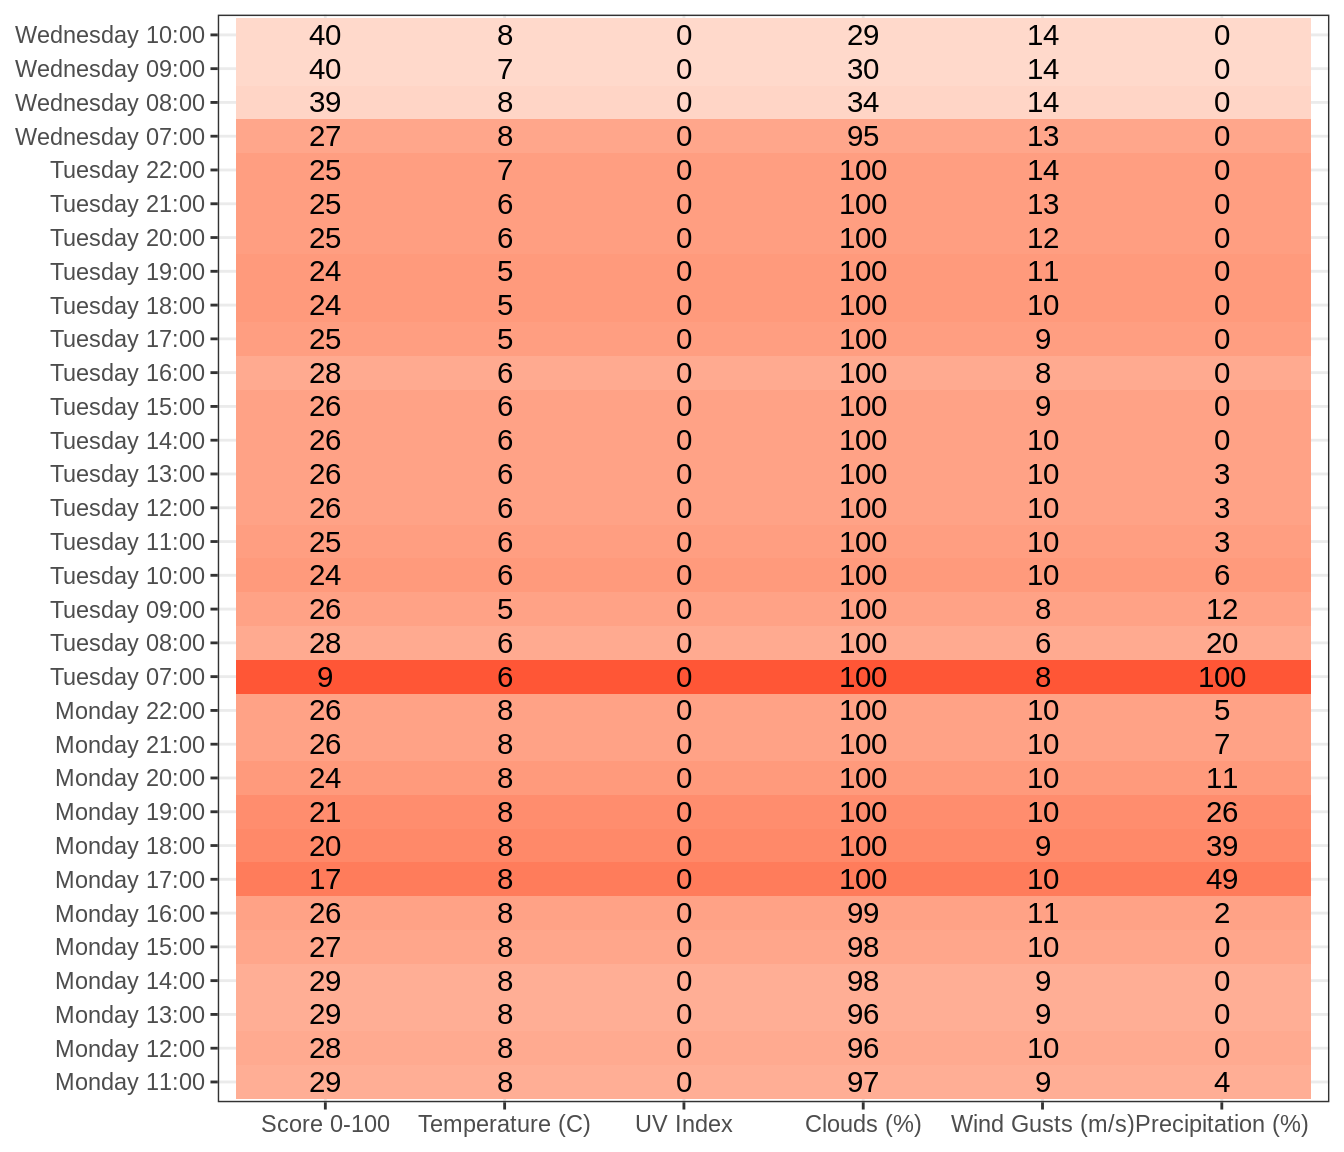 Wednesday 10:00 40 8 0 29 14 0
Wednesday 09:00 40 7 0 30 14 0
Wednesday 08:00 39 8 0 34 14 0
Wednesday 07:00 27 8 0 95 13 0
Tuesday 22:00 25 7 0 100 14 0
Tuesday 21:00 25 6 0 100 13 0
Tuesday 20:00 25 6 0 100 12 0
Tuesday 19:00 24 5 0 100 11 0
Tuesday 18:00 24 5 0 100 10 0
Tuesday 17:00 25 5 0 100 9 0
Tuesday 16:00 28 6 0 100 8 0
Tuesday 15:00 26 6 0 100 9 0
Tuesday 14:00 26 6 0 100 10 0
Tuesday 13:00 26 6 0 100 10 3
Tuesday 12:00 26 6 0 100 10 3
Tuesday 11:00 25 6 0 100 10 3
Tuesday 10:00 24 6 0 100 10 6
Tuesday 09:00 26 5 0 100 8 12
Tuesday 08:00 28 6 0 100 6 20
Tuesday 07:00 9 6 0 100 8 100
Monday 22:00 26 8 0 100 10 5
Monday 21:00 26 8 0 100 10 7
Monday 20:00 24 8 0 100 10 11
Monday 19:00 21 8 0 100 10 26
Monday 18:00 20 8 0 100 9 39
Monday 17:00 17 8 0 100 10 49
Monday 16:00 26 8 0 99 11 2
Monday 15:00 27 8 0 98 10 0
Monday 14:00 29 8 0 98 9 0
Monday 13:00 29 8 0 96 9 0
Monday 12:00 28 8 0 96 10 0
Monday 11:00 29 8 0 97 9 4
Score 0-100 Temperature (C) UV Index Clouds (%) Wind Gusts (m/s) Precipitation (%)